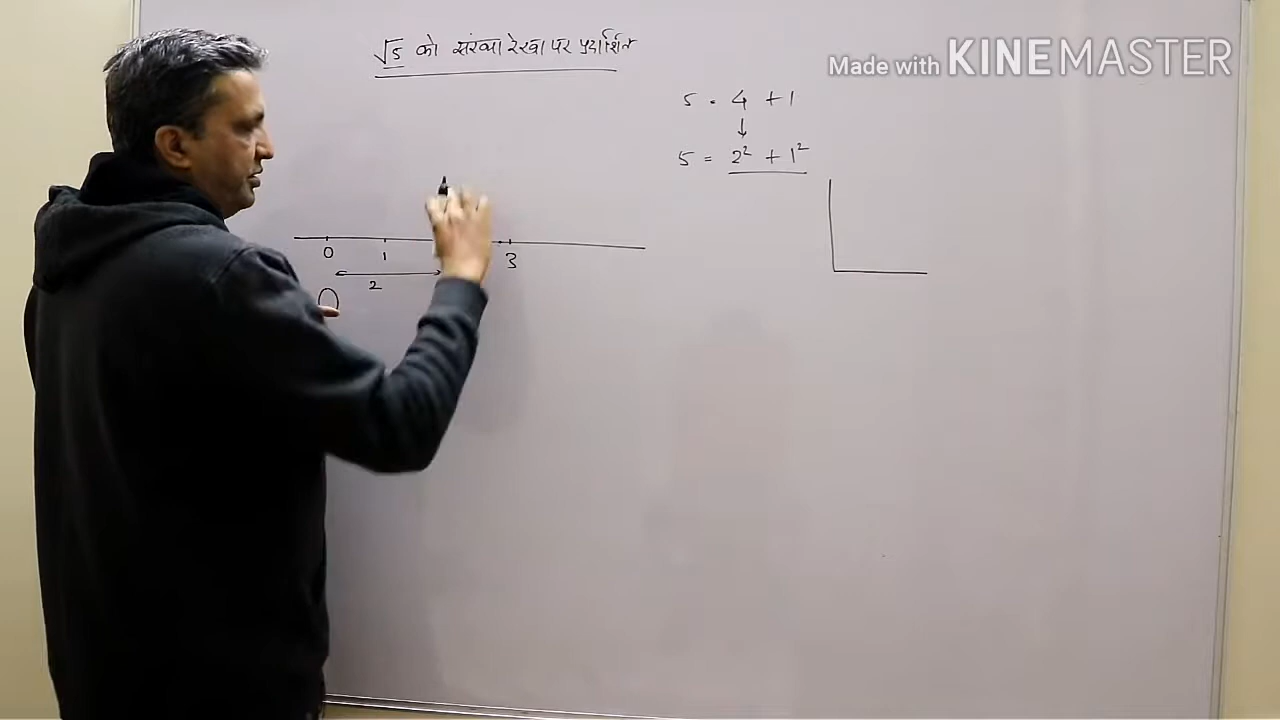 √5 को संख्या रेखा पर प्रदर्शित
Made with KINEMASTER
5 = 4 + 1
↓
5 = 2² + 1²
0 1 3
2
O